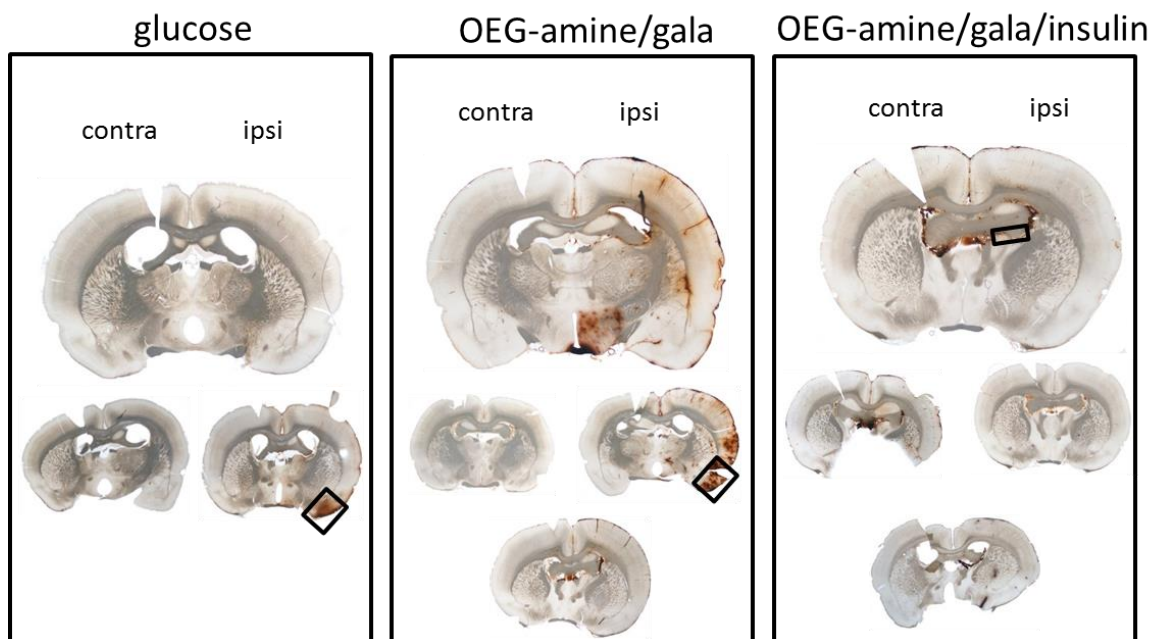 glucose
OEG-amine/gala
OEG-amine/gala/insulin
contra ipsi
contra ipsi
contra ipsi